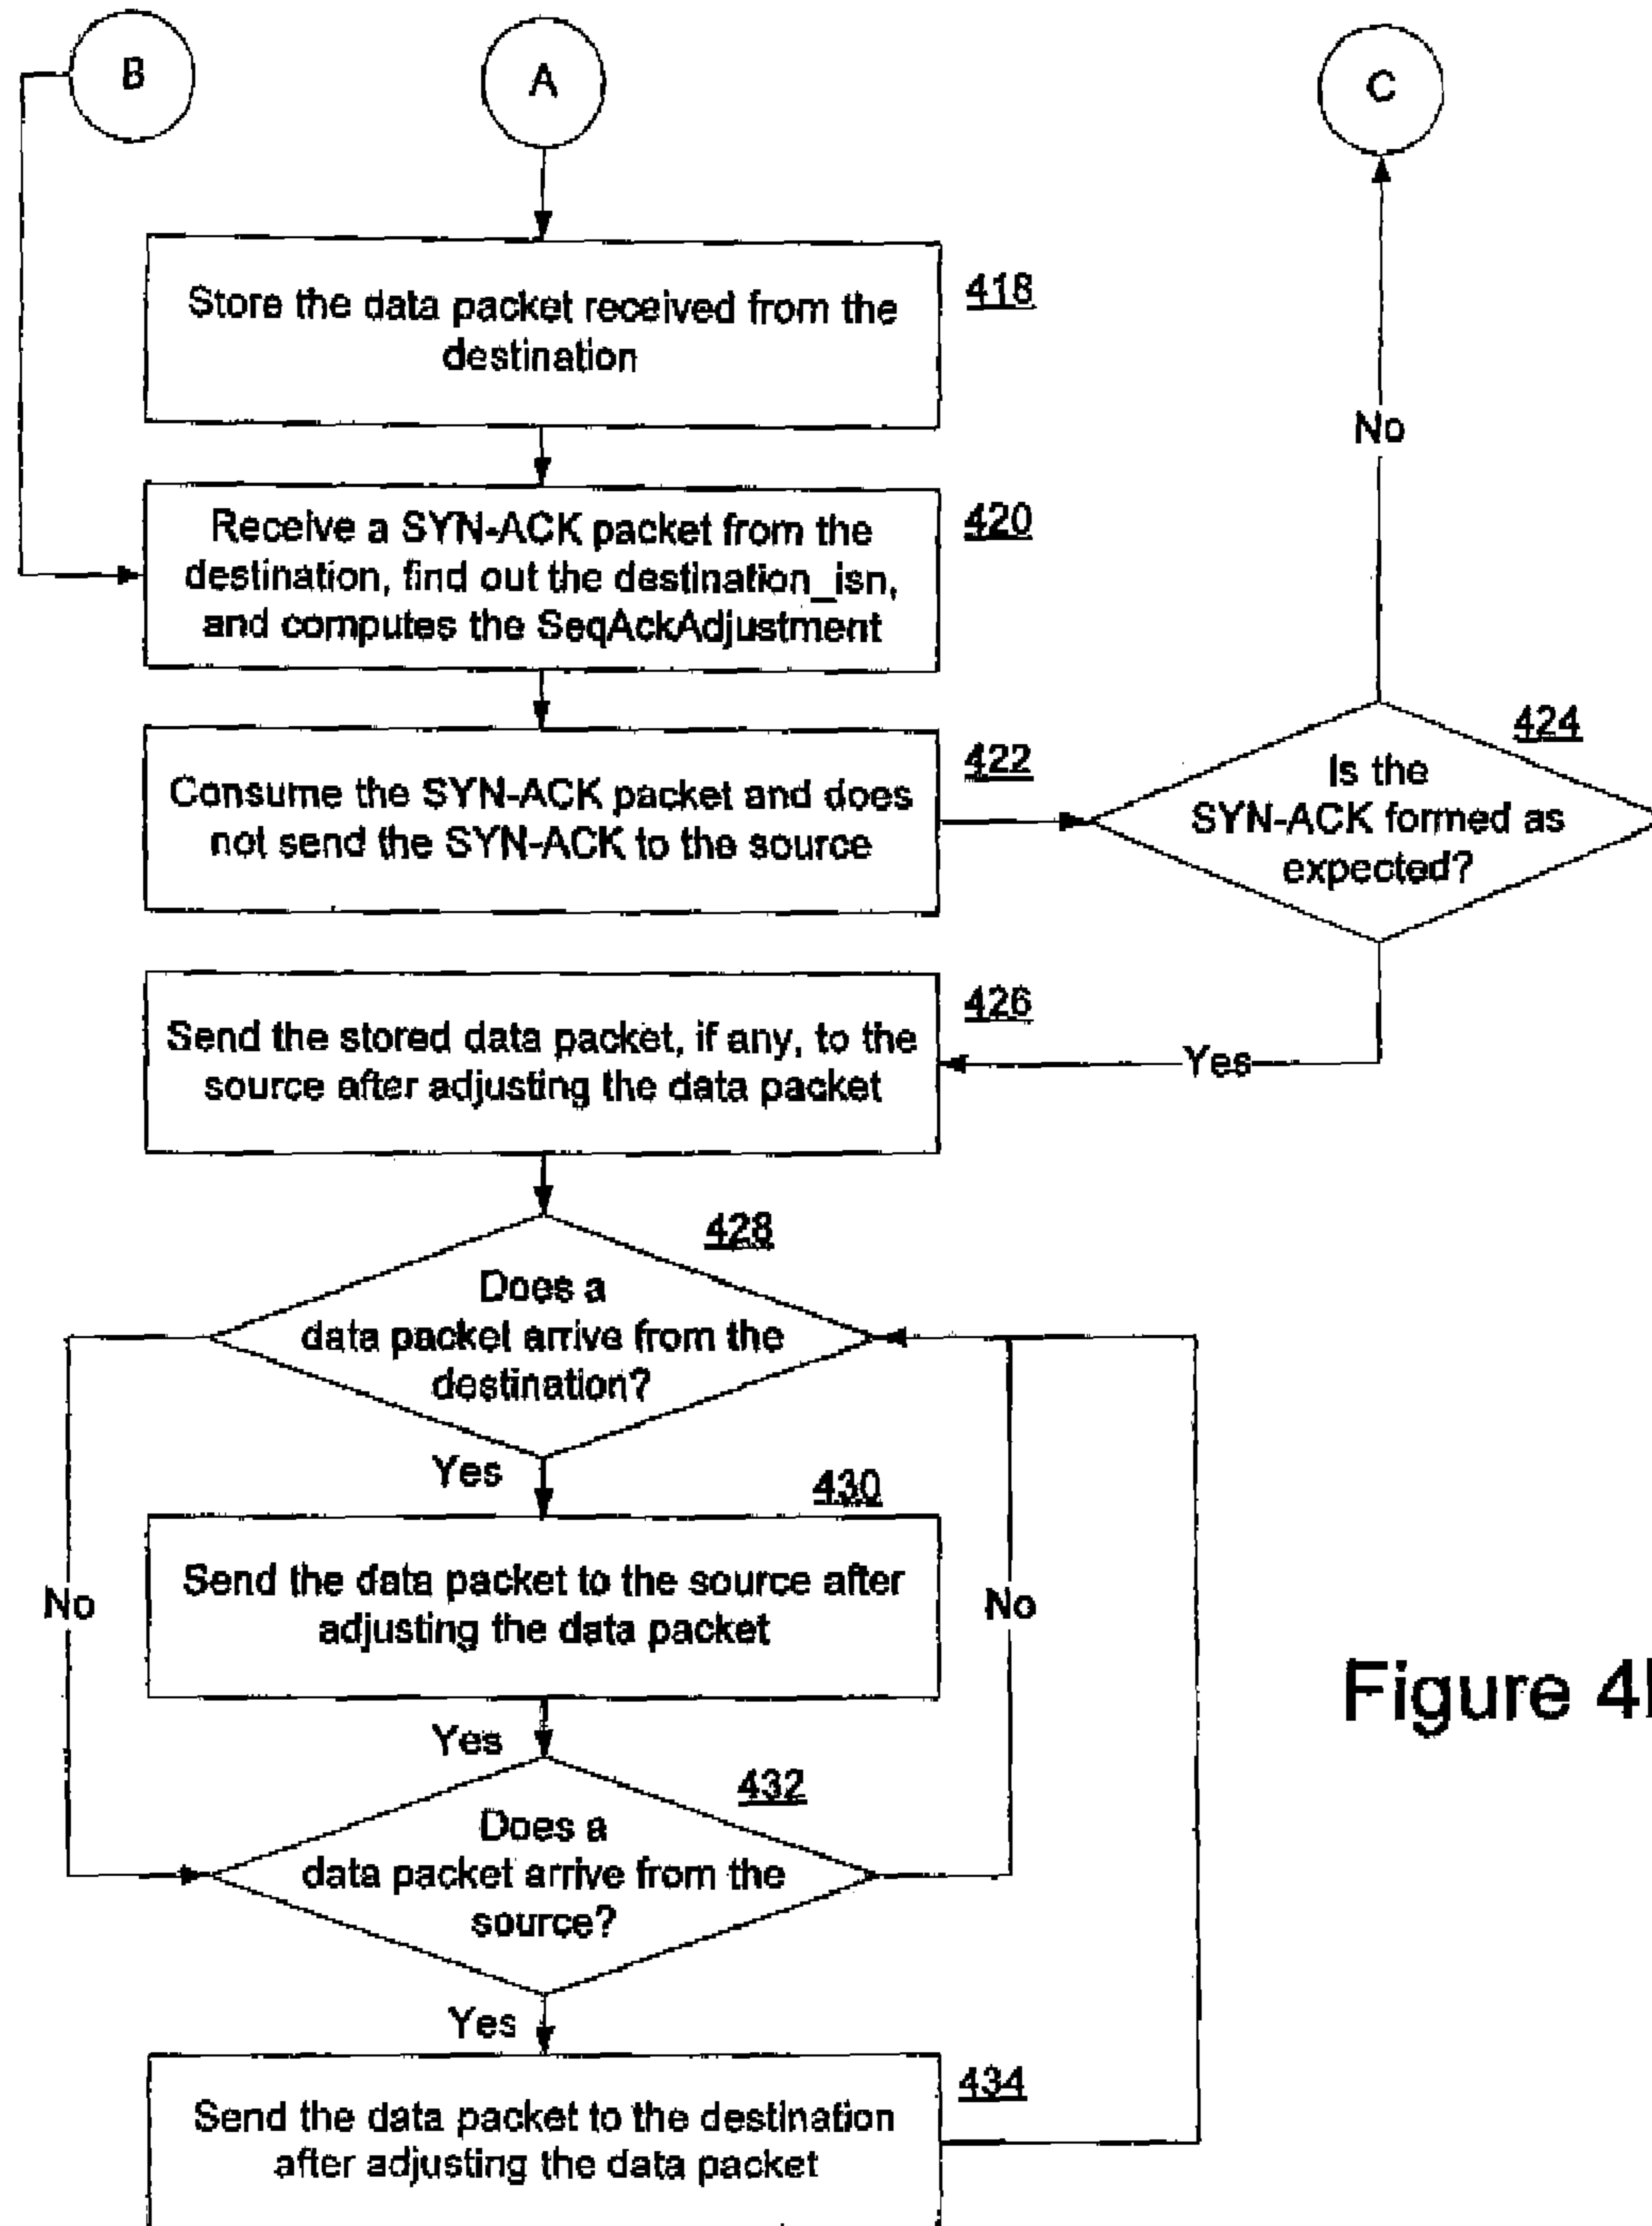 B
A
C
Store the data packet received from the
destination
418
No
Receive a SYN-ACK packet from the
destination, find out the destination_isn,
and computes the SeqAckAdjustment
420
Consume the SYN-ACK packet and does
not send the SYN-ACK to the source
422
424
Is the
SYN-ACK formed as
expected?
Send the stored data packet, if any, to the
source after adjusting the data packet
426
Yes
428
Does a
data packet arrive from the
destination?
Yes
430
Send the data packet to the source after
adjusting the data packet
No
No
Yes
432
Does a
data packet arrive from the
source?
Yes
434
Send the data packet to the destination
after adjusting the data packet
Figure